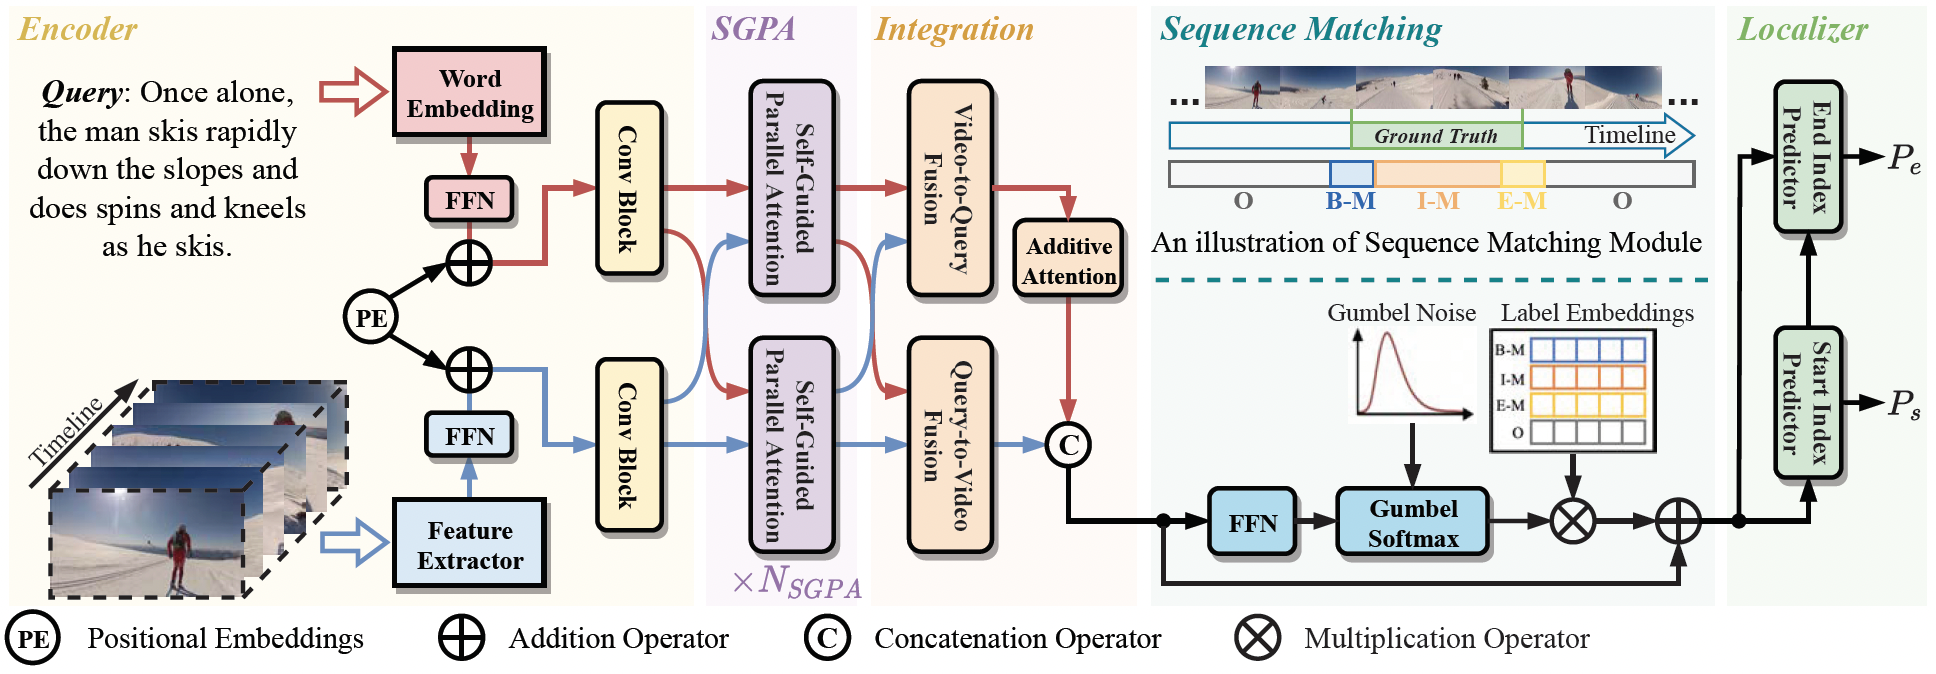 Encoder
SGPA
Integration
Sequence Matching
Localizer
Query: Once alone,
the man skis rapidly
down the slopes and
does spins and kneels
as he skis.
Word
Embedding
FFN
PE
FFN
Feature
Extractor
Timeline
Conv Block
Conv Block
Self-Guided
Parallel Attention
Self-Guided
Parallel Attention
×N_SGPA
Video-to-Query
Fusion
Query-to-Video
Fusion
Additive
Attention
C
...
...
Ground Truth
Timeline
O
B-M
I-M
E-M
O
An illustration of Sequence Matching Module
Gumbel Noise
Label Embeddings
B-M
I-M
E-M
O
FFN
Gumbel
Softmax
End Index
Predictor
P_e
Start Index
Predictor
P_s
PE
Positional Embeddings
Addition Operator
C
Concatenation Operator
Multiplication Operator